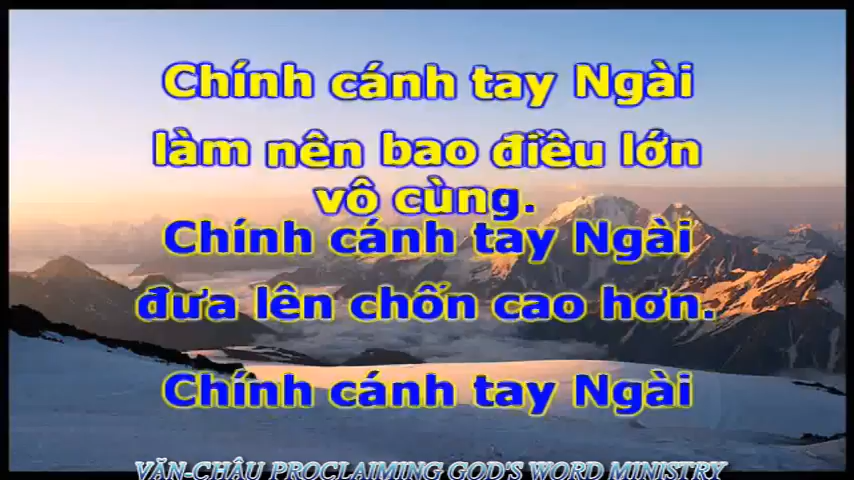 Chính cánh tay Ngài
làm nên bao điều lớn
vô cùng.
Chính cánh tay Ngài
đưa lên chốn cao hơn.
Chính cánh tay Ngài
VĂN-CHÂU PROCLAIMING GOD'S WORD MINISTRY